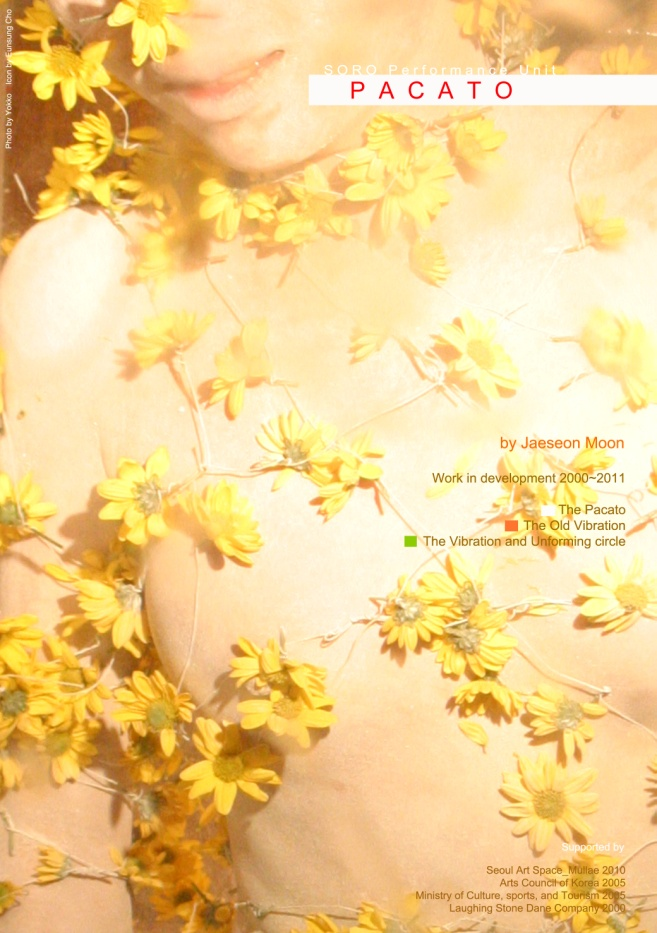 Photo by Yokko Icon by Eunsung Cho
SORO Performance Unit
PACATO
by Jaeseon Moon
Work in development 2000~2011
The Pacato
The Old Vibration
The Vibration and Unforming circle
Supported by
Seoul Art Space_Mullae 2010
Arts Council of Korea 2005
Ministry of Culture, sports, and Tourism 2005
Laughing Stone Dane Company 2000